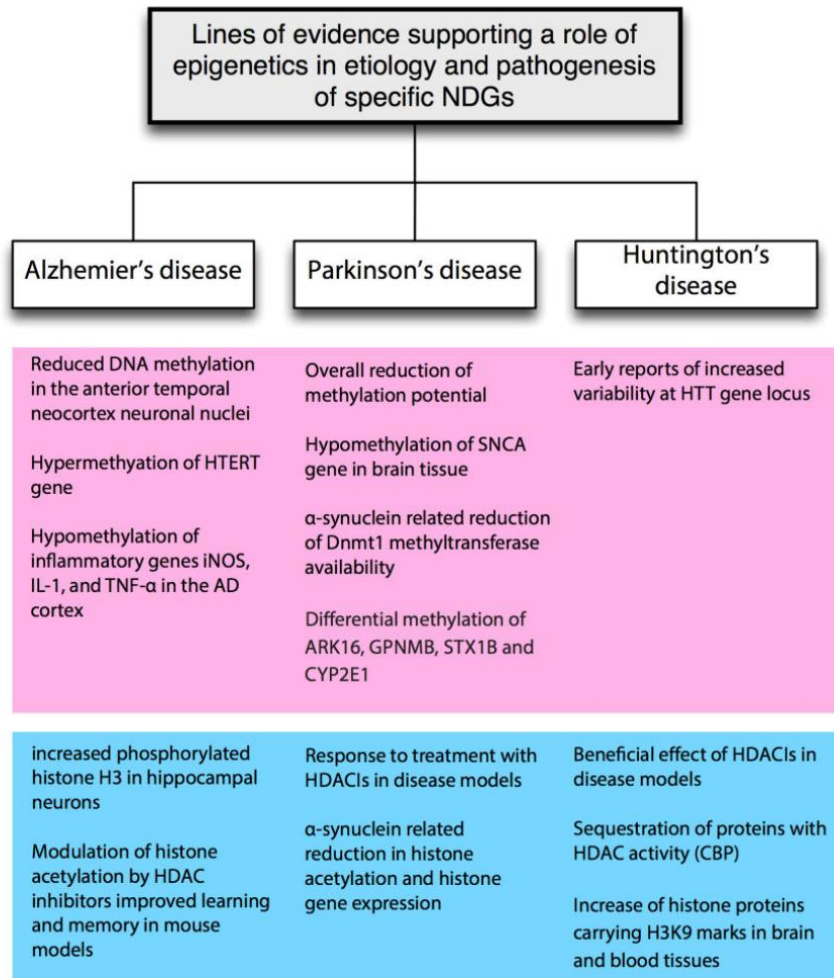 Lines of evidence supporting a role of
epigenetics in etiology and pathogenesis
of specific NDGs
Alzhemier's disease
Parkinson's disease
Huntington's
disease
Reduced DNA methylation
in the anterior temporal
neocortex neuronal nuclei
Hypermethyation of HTERT
gene
Hypomethylation of
inflammatory genes iNOS,
IL-1, and TNF-α in the AD
cortex
Overall reduction of
methylation potential
Hypomethylation of SNCA
gene in brain tissue
α-synuclein related reduction
of Dnmt1 methyltransferase
availability
Differential methylation of
ARK16, GPNMB, STX1B and
CYP2E1
Early reports of increased
variability at HTT gene locus
increased phosphorylated
histone H3 in hippocampal
neurons
Modulation of histone
acetylation by HDAC
inhibitors improved learning
and memory in mouse
models
Response to treatment with
HDACIs in disease models
α-synuclein related
reduction in histone
acetylation and histone
gene expression
Beneficial effect of HDACIs in
disease models
Sequestration of proteins with
HDAC activity (CBP)
Increase of histone proteins
carrying H3K9 marks in brain
and blood tissues